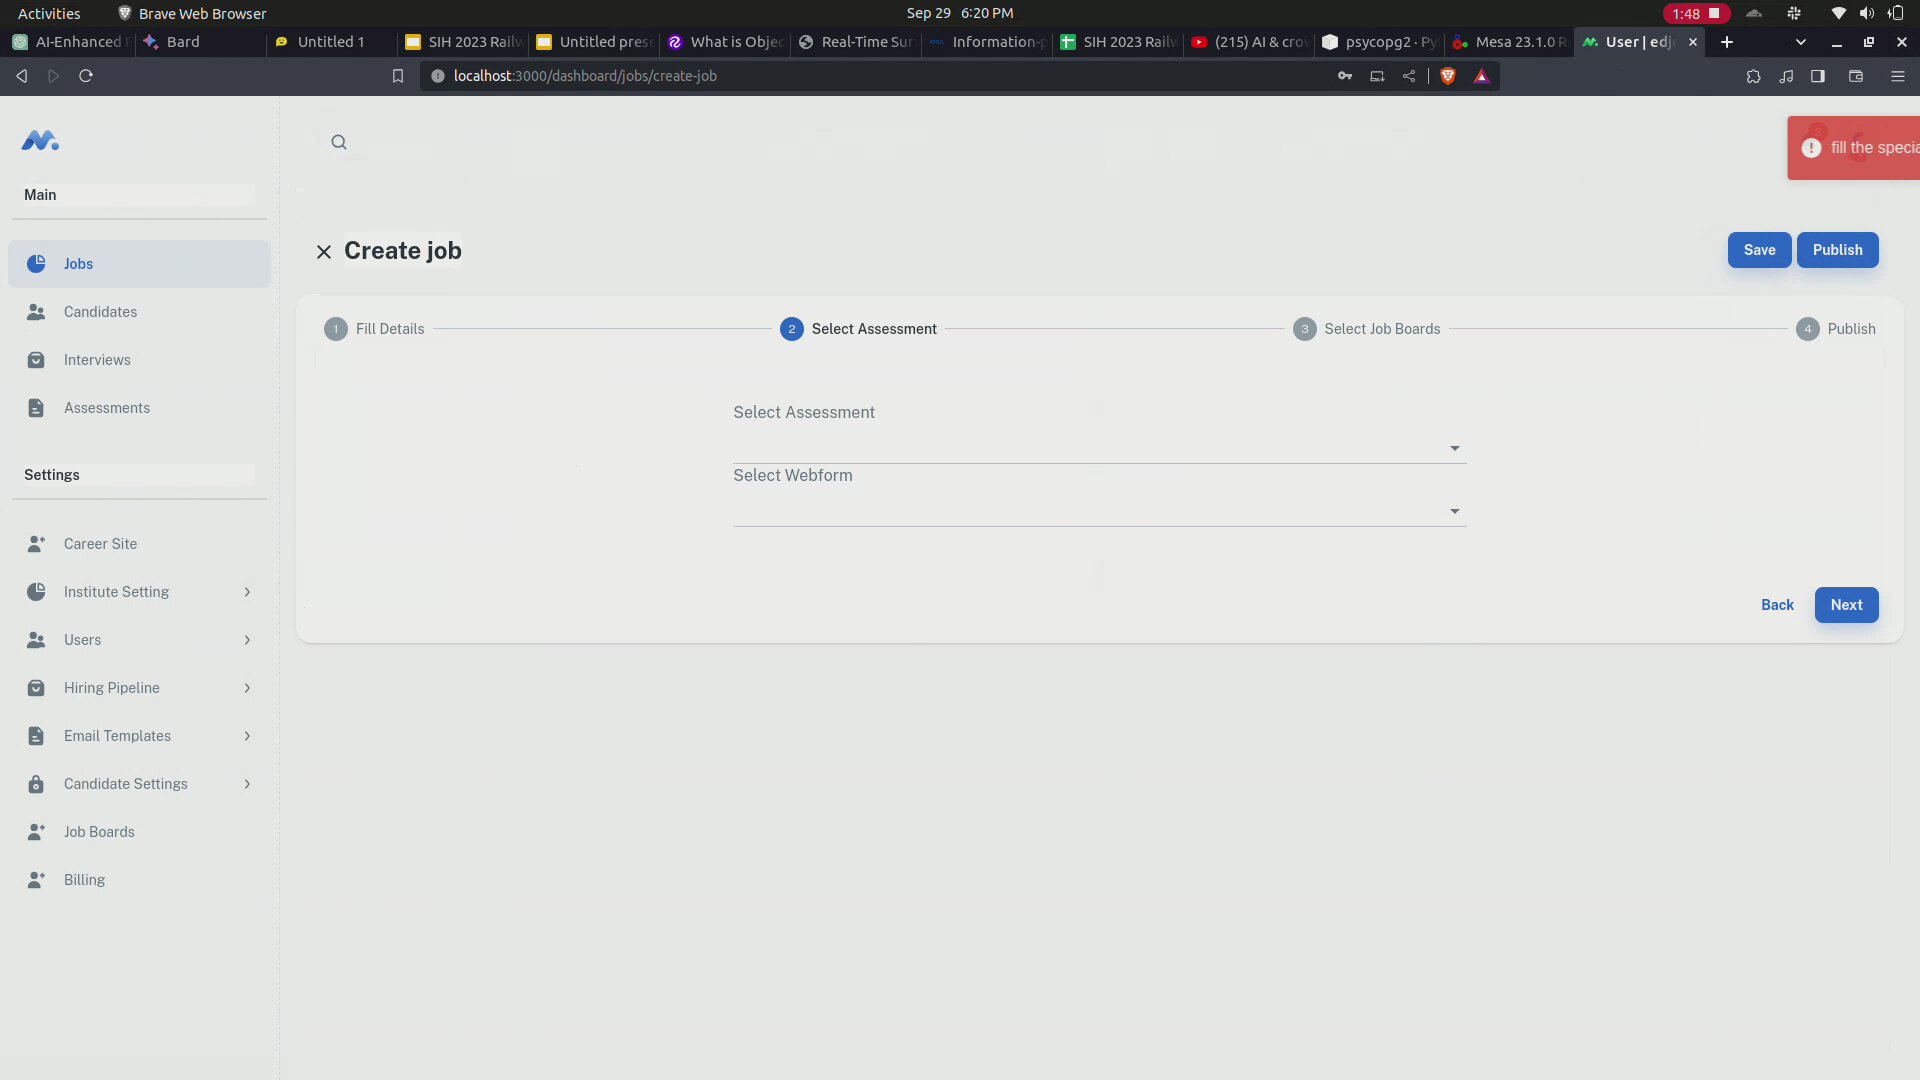 Activities
Brave Web Browser
Sep 29 6:20 PM
1:48
AI-Enhanced
Bard
Untitled 1
SIH 2023 Railw
Untitled prese
What is Objec
Real-Time Sur
Information-p
SIH 2023 Railw
(215) AI & crow
psycopg2 · Py
Mesa 23.1.0 R
User | edjo
localhost:3000/dashboard/jobs/create-job
fill the specia
Main
Create job
Save
Publish
Jobs
1 Fill Details
2 Select Assessment
3 Select Job Boards
4 Publish
Candidates
Interviews
Assessments
Select Assessment
Select Webform
Settings
Career Site
Institute Setting
Back
Next
Users
Hiring Pipeline
Email Templates
Candidate Settings
Job Boards
Billing